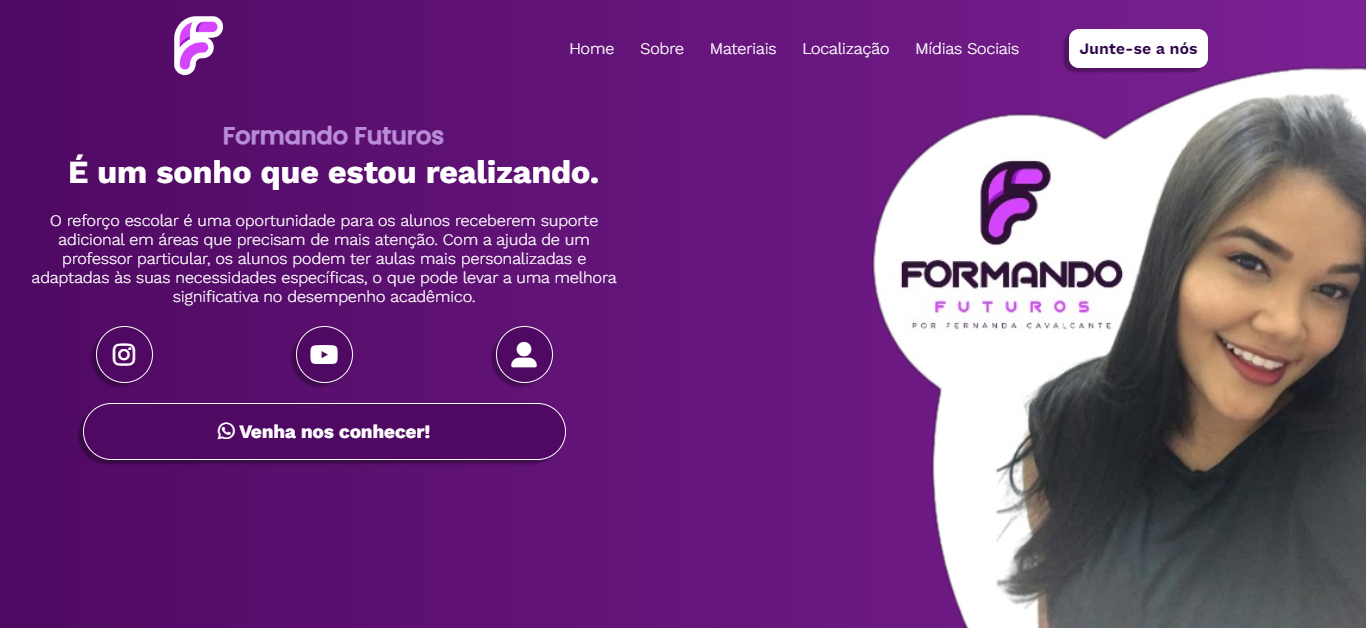 Home Sobre Materiais Localização Mídias Sociais Junte-se a nós
Formando Futuros
É um sonho que estou realizando.
O reforço escolar é uma oportunidade para os alunos receberem suporte
adicional em áreas que precisam de mais atenção. Com a ajuda de um
professor particular, os alunos podem ter aulas mais personalizadas e
adaptadas às suas necessidades específicas, o que pode levar a uma melhora
significativa no desempenho acadêmico.
Venha nos conhecer!
FORMANDO
FUTUROS
POR FERNANDA CAVALCANTE